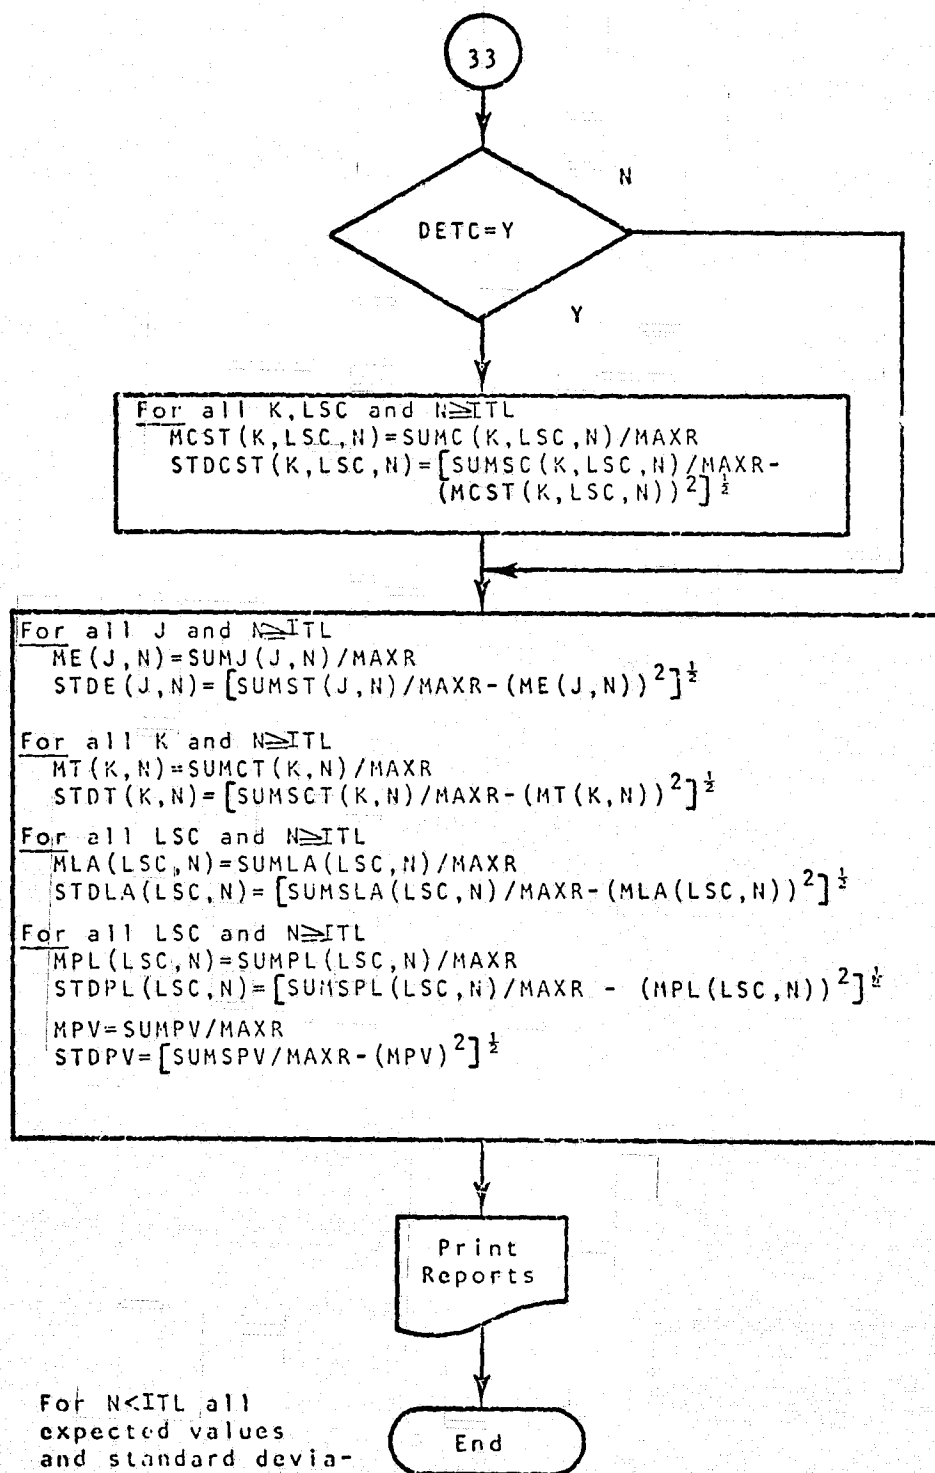 33
N
DETC=Y
Y
For all K,LSC and N≧ITL
MCST(K,LSC,N)=SUMC(K,LSC,N)/MAXR
STDCST(K,LSC,N)=[SUMSC(K,LSC,N)/MAXR-
(MCST(K,LSC,N))²]^½
For all J and N≧ITL
ME(J,N)=SUMJ(J,N)/MAXR
STDE(J,N)=[SUMST(J,N)/MAXR-(ME(J,N))²]^½
For all K and N≧ITL
MT(K,N)=SUMCT(K,N)/MAXR
STDT(K,N)=[SUMSCT(K,N)/MAXR-(MT(K,N))²]^½
For all LSC and N≧ITL
MLA(LSC,N)=SUMLA(LSC,N)/MAXR
STDLA(LSC,N)=[SUMSLA(LSC,N)/MAXR-(MLA(LSC,N))²]^½
For all LSC and N≧ITL
MPL(LSC,N)=SUMPL(LSC,N)/MAXR
STDPL(LSC,N)=[SUMSPL(LSC,N)/MAXR - (MPL(LSC,N))²]^½
MPV=SUMPV/MAXR
STDPV=[SUMSPV/MAXR-(MPV)²]^½
Print
Reports
For N<ITL all
expected values
and standard devia-
End